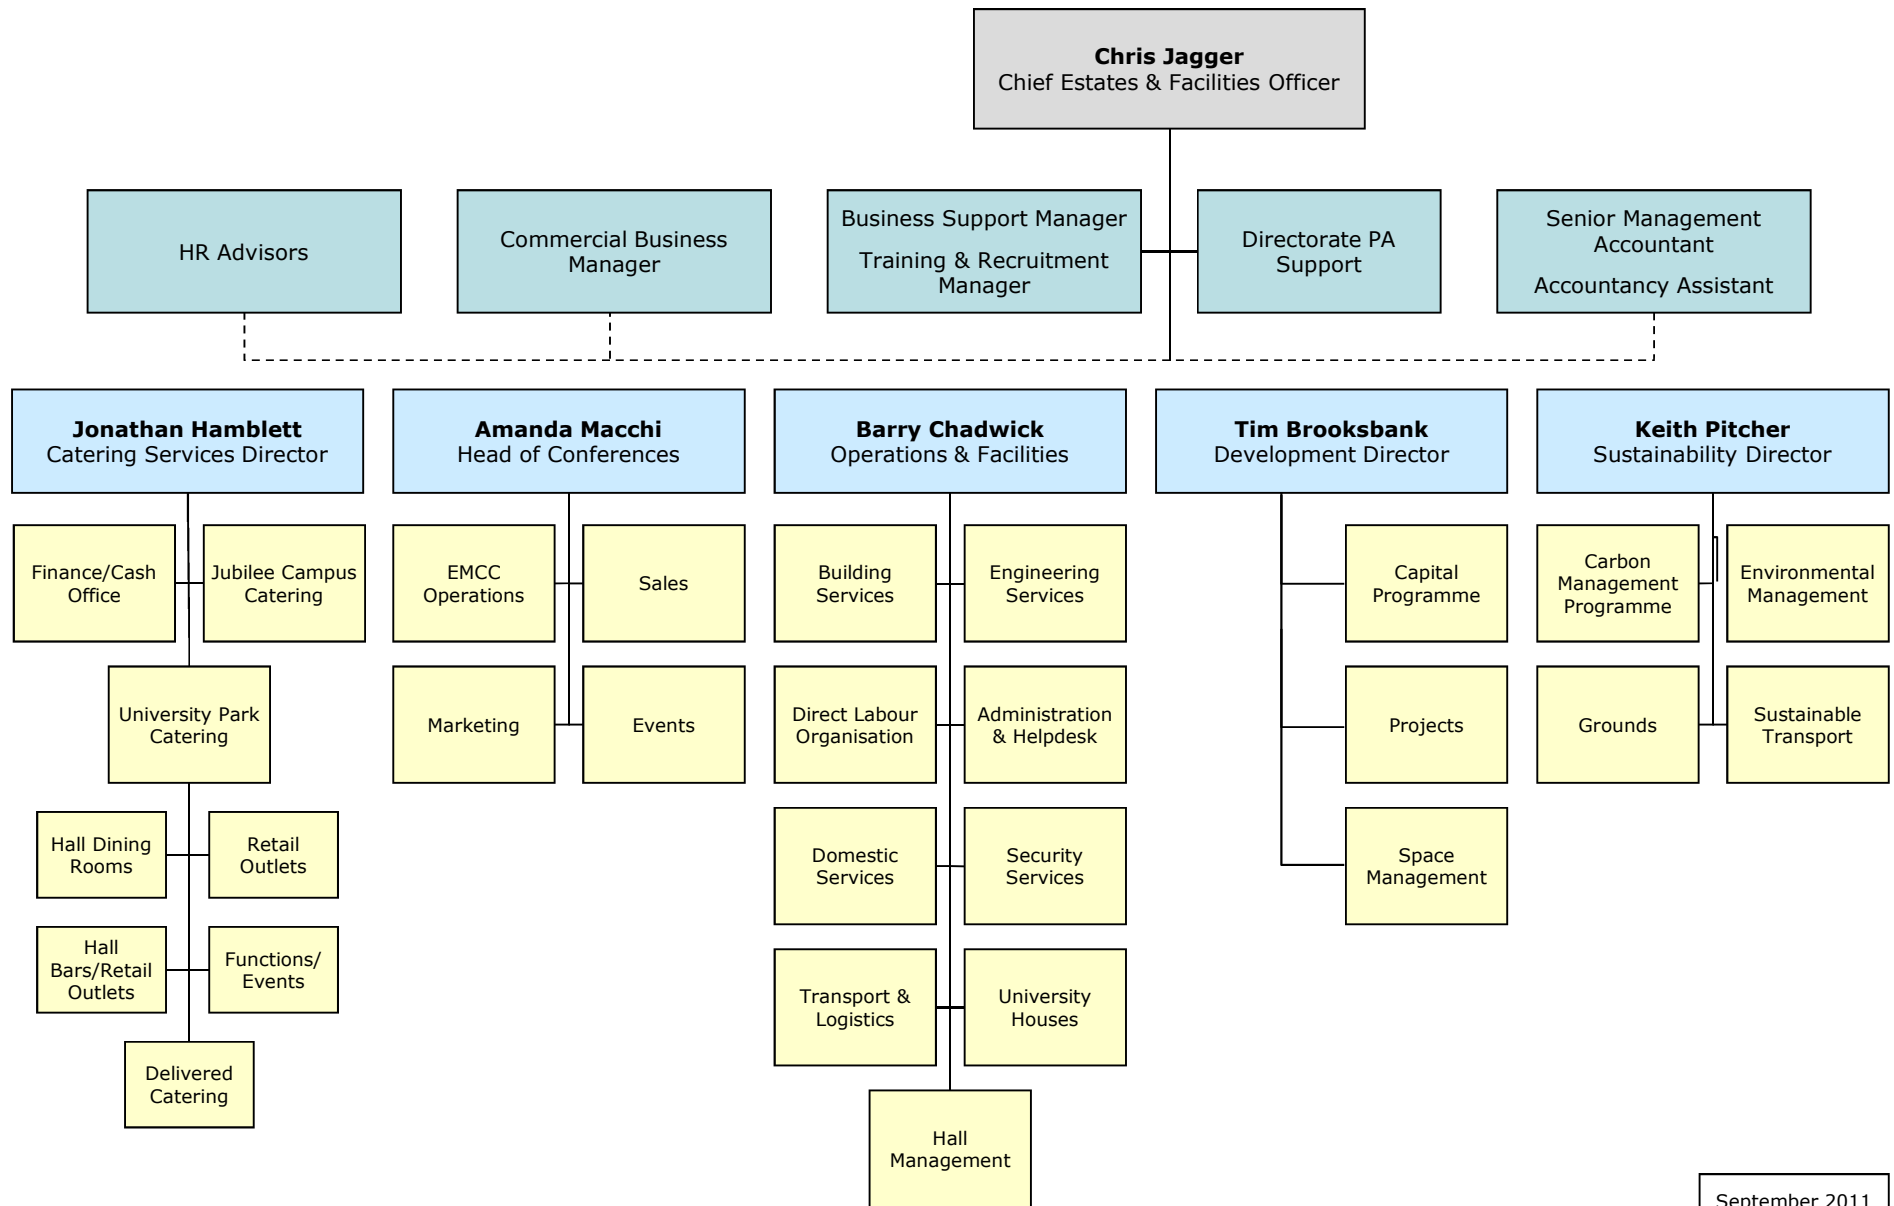 Chris Jagger
Chief Estates & Facilities Officer
HR Advisors
Commercial Business
Manager
Business Support Manager
Training & Recruitment
Manager
Directorate PA
Support
Senior Management
Accountant
Accountancy Assistant
Jonathan Hamblett
Catering Services Director
Amanda Macchi
Head of Conferences
Barry Chadwick
Operations & Facilities
Tim Brooksbank
Development Director
Keith Pitcher
Sustainability Director
Finance/Cash
Office
Jubilee Campus
Catering
EMCC
Operations
Sales
Building
Services
Engineering
Services
Capital
Programme
Carbon
Management
Programme
Environmental
Management
University Park
Catering
Marketing
Events
Direct Labour
Organisation
Administration
& Helpdesk
Projects
Grounds
Sustainable
Transport
Hall Dining
Rooms
Retail
Outlets
Domestic
Services
Security
Services
Space
Management
Hall
Bars/Retail
Outlets
Functions/
Events
Transport &
Logistics
University
Houses
Delivered
Catering
Hall
Management
September 2011